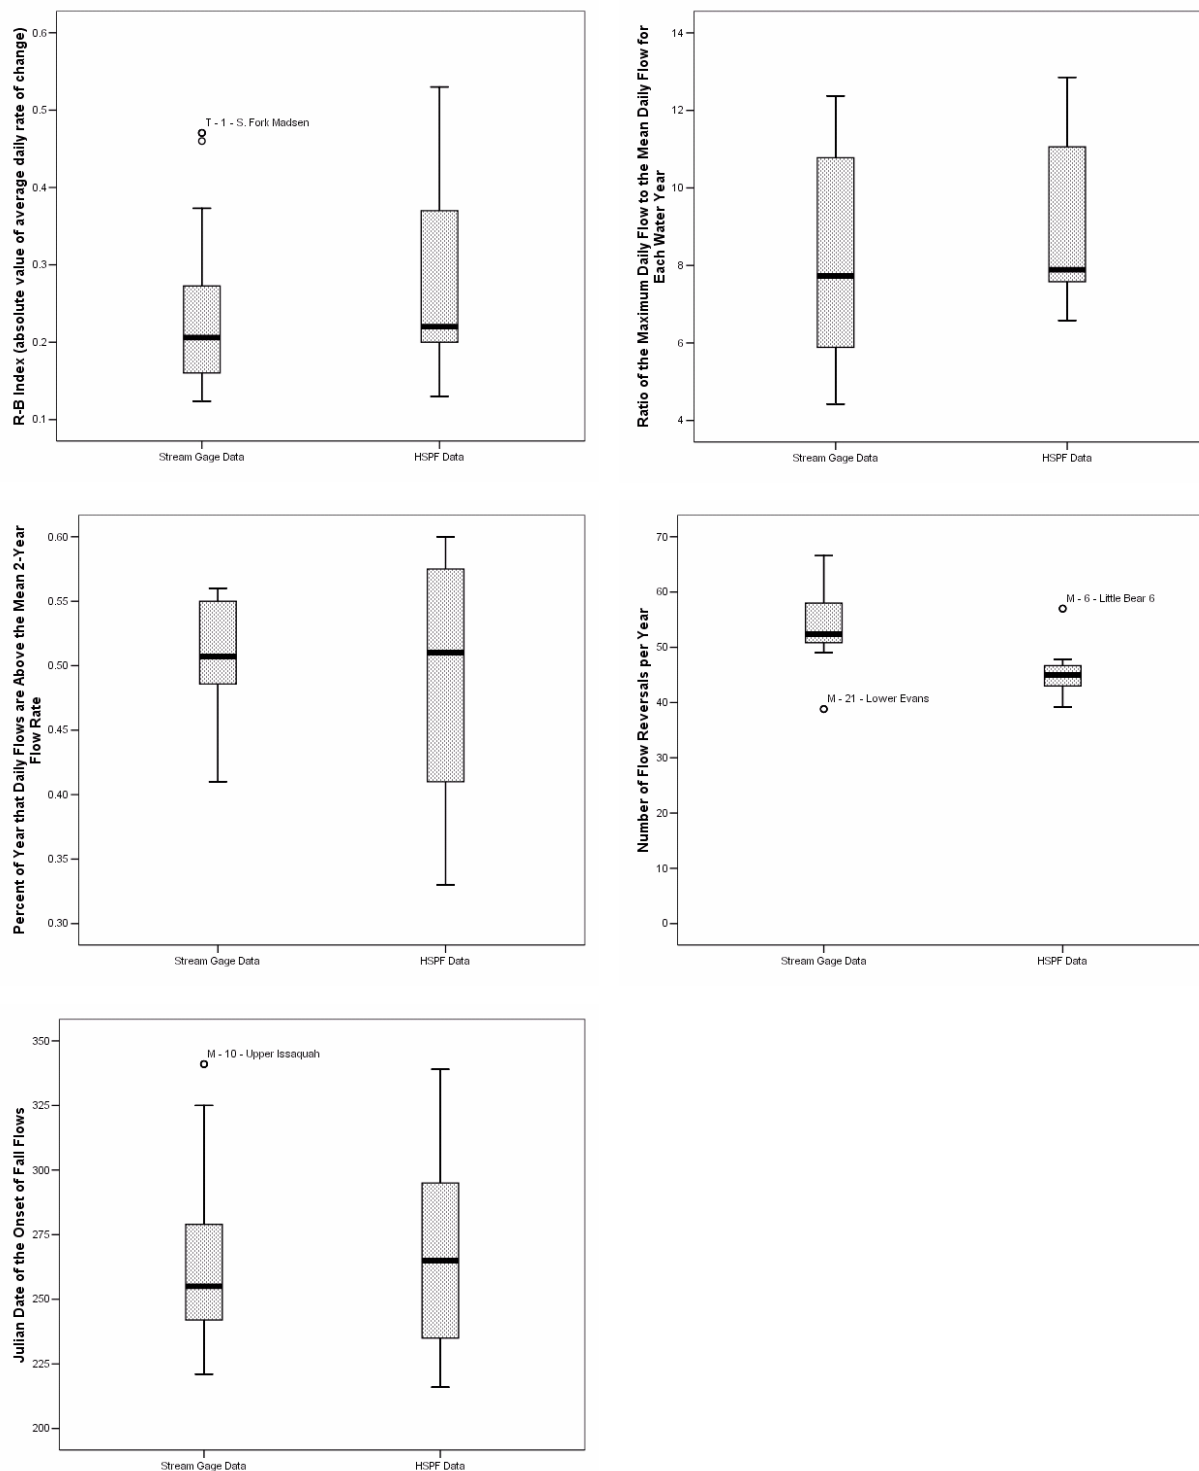 R-B Index (absolute value of average daily rate of change)
0.6
0.5
0.4
0.3
0.2
0.1
T - 1 - S. Fork Madsen
Stream Gage Data
HSPF Data
Ratio of the Maximum Daily Flow to the Mean Daily Flow for
Each Water Year
14
12
10
8
6
4
Stream Gage Data
HSPF Data
Percent of Year that Daily Flows are Above the Mean 2-Year
Flow Rate
0.60
0.55
0.50
0.45
0.40
0.35
0.30
Stream Gage Data
HSPF Data
Number of Flow Reversals per Year
70
60
50
40
30
20
10
0
M - 6 - Little Bear 6
M - 21 - Lower Evans
Stream Gage Data
HSPF Data
Julian Date of the Onset of Fall Flows
350
325
300
275
250
225
200
M - 10 - Upper Issaquah
Stream Gage Data
HSPF Data